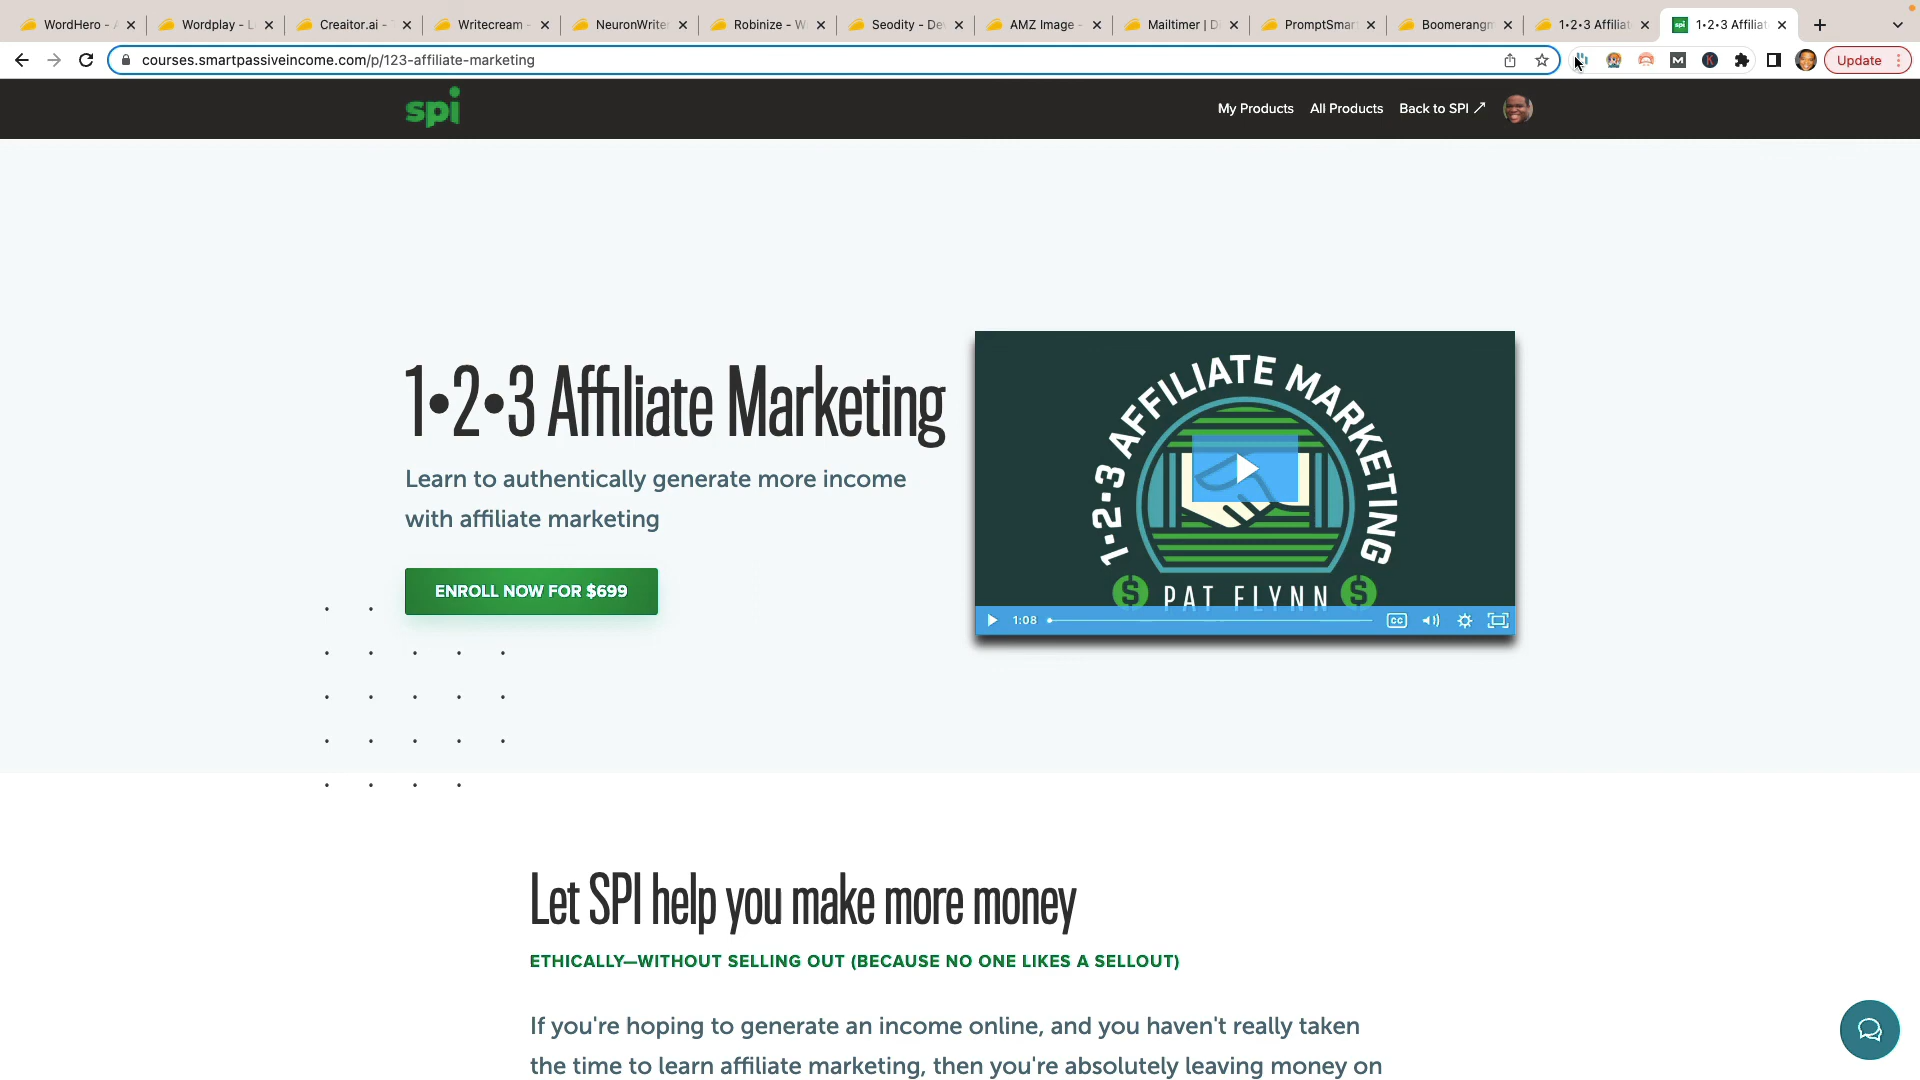 WordHero - A
Wordplay - L
Creaitor.ai -
Writecream -
NeuronWrite
Robinize - W
Seodity - De
AMZ Image -
Mailtimer | D
PromptSmar
Boomerangm
1•2•3 Affiliat
spi
1•2•3 Affiliat
courses.smartpassiveincome.com/p/123-affiliate-marketing
Update
spi
My Products
All Products
Back to SPI ↗
1•2•3 Affiliate Marketing
Learn to authentically generate more income
with affiliate marketing
ENROLL NOW FOR $699
1•2•3 AFFILIATE MARKETING
$ PAT FLYNN $
1:08
CC
Let SPI help you make more money
ETHICALLY—WITHOUT SELLING OUT (BECAUSE NO ONE LIKES A SELLOUT)
If you're hoping to generate an income online, and you haven't really taken
the time to learn affiliate marketing, then you're absolutely leaving money on